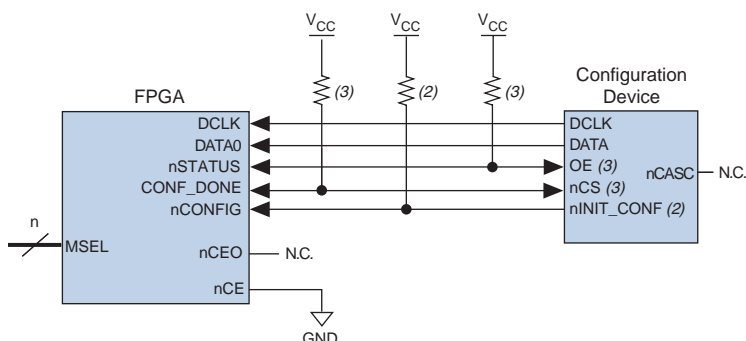 VCC VCC VCC
(3) (2) (3)
FPGA
Configuration
Device
DCLK DCLK
DATA0 DATA
nSTATUS OE (3)
CONF_DONE nCS (3)
nCONFIG nINIT_CONF (2)
nCASC N.C.
n
MSEL
nCEO N.C.
nCE
GND